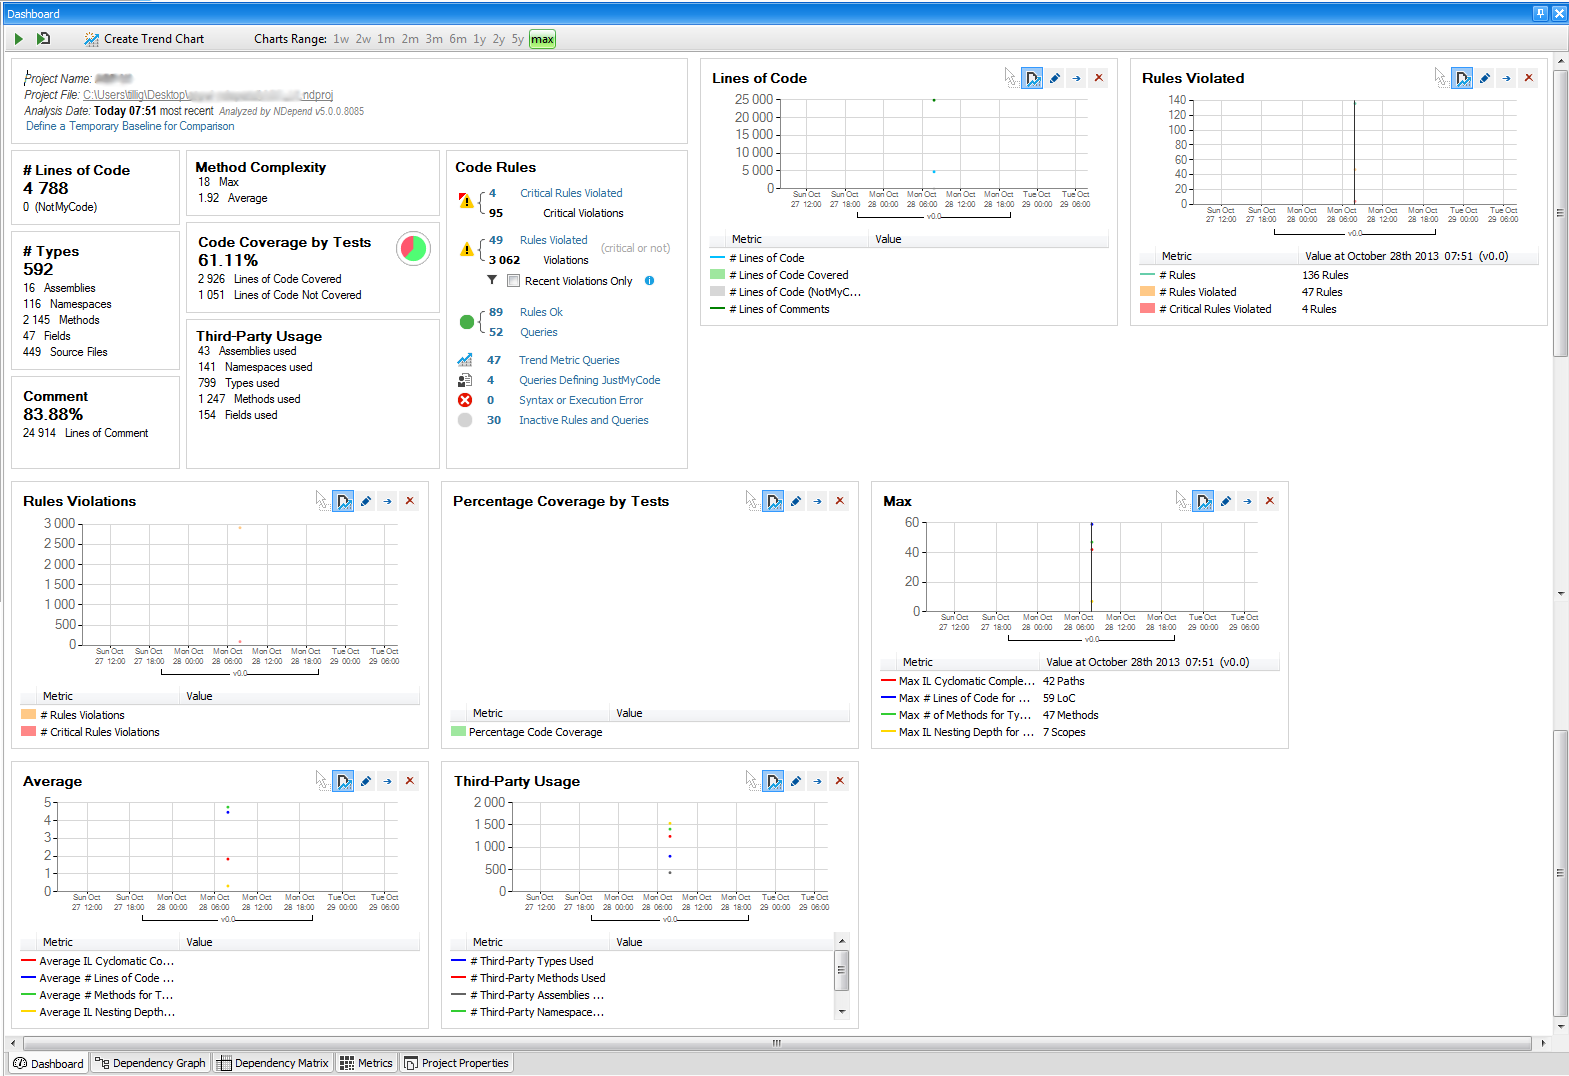 Dashboard
Create Trend Chart
Charts Range: 1w 2w 1m 2m 3m 6m 1y 2y 5y max
Project Name:
Project File: C:\Users\tillig\Desktop\ .ndproj
Analysis Date: Today 07:51 most recent Analyzed by NDepend v5.0.0.8085
Define a Temporary Baseline for Comparison
# Lines of Code
4 788
0 (NotMyCode)
# Types
592
16 Assemblies
116 Namespaces
2 145 Methods
47 Fields
449 Source Files
Comment
83.88%
24 914 Lines of Comment
Method Complexity
18 Max
1.92 Average
Code Coverage by Tests
61.11%
2 926 Lines of Code Covered
1 051 Lines of Code Not Covered
Third-Party Usage
43 Assemblies used
141 Namespaces used
799 Types used
1 247 Methods used
154 Fields used
Code Rules
4 Critical Rules Violated
95 Critical Violations
49 Rules Violated (critical or not)
3 062 Violations
Recent Violations Only
89 Rules Ok
52 Queries
47 Trend Metric Queries
4 Queries Defining JustMyCode
0 Syntax or Execution Error
30 Inactive Rules and Queries
Lines of Code
25 000
20 000
15 000
10 000
5 000
0
Sun Oct Sun Oct Mon Oct Mon Oct Mon Oct Mon Oct Tue Oct Tue Oct
27 12:00 27 18:00 28 00:00 28 06:00 28 12:00 28 18:00 29 00:00 29 06:00
v0.0
Metric Value
# Lines of Code
# Lines of Code Covered
# Lines of Code (NotMyC...
# Lines of Comments
Rules Violated
140
120
100
80
60
40
20
0
Sun Oct Sun Oct Mon Oct Mon Oct Mon Oct Mon Oct Tue Oct Tue Oct
27 12:00 27 18:00 28 00:00 28 06:00 28 12:00 28 18:00 29 00:00 29 06:00
v0.0
Metric Value at October 28th 2013 07:51 (v0.0)
# Rules 136 Rules
# Rules Violated 47 Rules
# Critical Rules Violated 4 Rules
Rules Violations
3 000
2 500
2 000
1 500
1 000
500
0
Sun Oct Sun Oct Mon Oct Mon Oct Mon Oct Mon Oct Tue Oct Tue Oct
27 12:00 27 18:00 28 00:00 28 06:00 28 12:00 28 18:00 29 00:00 29 06:00
v0.0
Metric Value
# Rules Violations
# Critical Rules Violations
Percentage Coverage by Tests
Metric Value
Percentage Code Coverage
Max
60
40
20
0
Sun Oct Sun Oct Mon Oct Mon Oct Mon Oct Mon Oct Tue Oct Tue Oct
27 12:00 27 18:00 28 00:00 28 06:00 28 12:00 28 18:00 29 00:00 29 06:00
v0.0
Metric Value at October 28th 2013 07:51 (v0.0)
Max IL Cyclomatic Comple... 42 Paths
Max # Lines of Code for ... 59 LoC
Max # of Methods for Ty... 47 Methods
Max IL Nesting Depth for ... 7 Scopes
Average
5
4
3
2
1
0
Sun Oct Sun Oct Mon Oct Mon Oct Mon Oct Mon Oct Tue Oct Tue Oct
27 12:00 27 18:00 28 00:00 28 06:00 28 12:00 28 18:00 29 00:00 29 06:00
v0.0
Metric Value
Average IL Cyclomatic Co...
Average # Lines of Code ...
Average # Methods for T...
Average IL Nesting Depth...
Third-Party Usage
2 000
1 500
1 000
500
0
Sun Oct Sun Oct Mon Oct Mon Oct Mon Oct Mon Oct Tue Oct Tue Oct
27 12:00 27 18:00 28 00:00 28 06:00 28 12:00 28 18:00 29 00:00 29 06:00
v0.0
Metric Value
# Third-Party Types Used
# Third-Party Methods Used
# Third-Party Assemblies ...
# Third-Party Namespace...
Dashboard Dependency Graph Dependency Matrix Metrics Project Properties